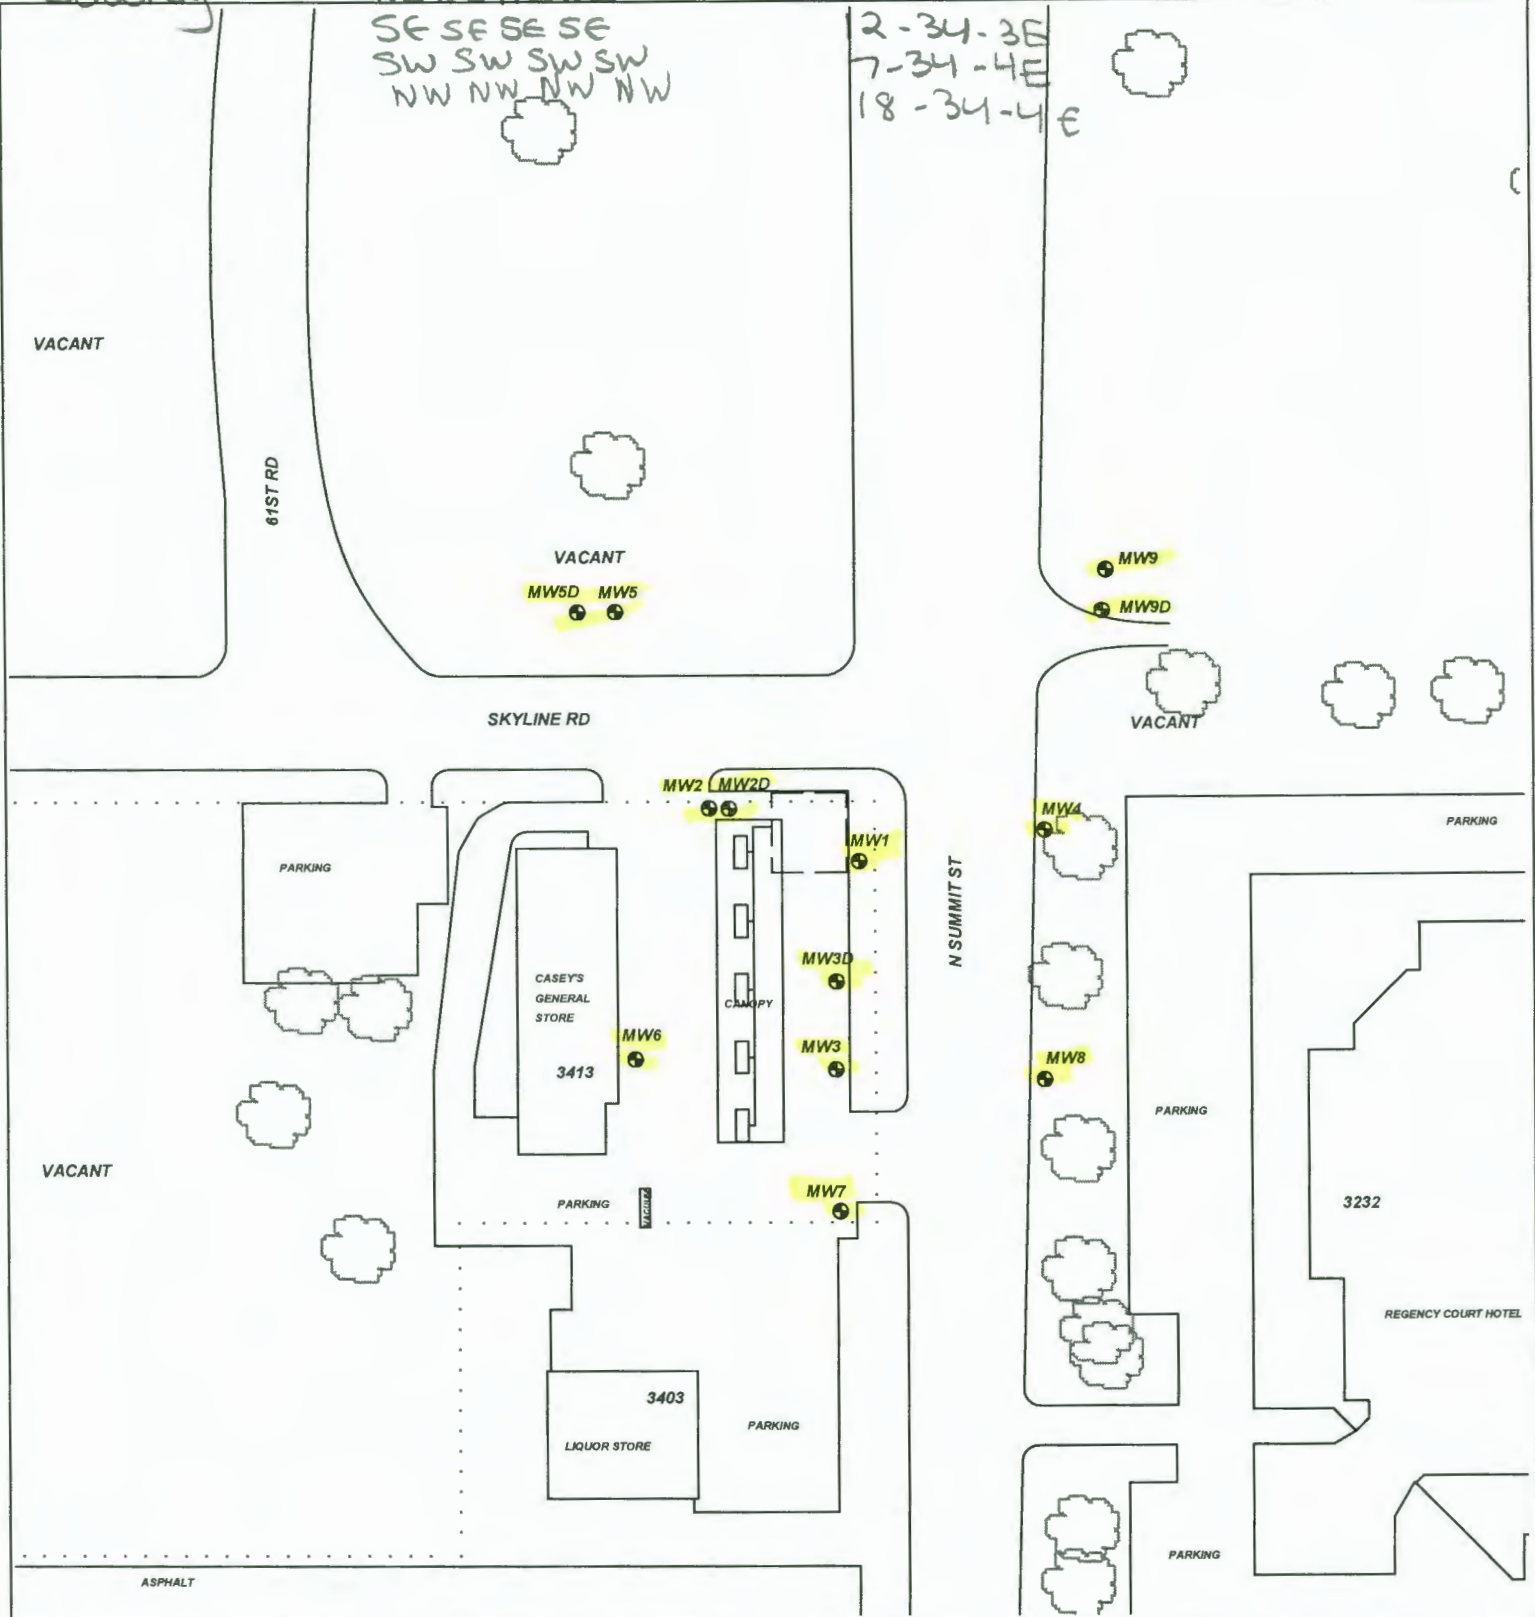 SE SE SE SE
SW SW SW SW
NW NW NW NW
12-34-3E
7-34-4E
18-34-4E
VACANT
61ST RD
VACANT
MW5D MW5
MW9
MW9D
SKYLINE RD
VACANT
MW2 MW2D
MW4
PARKING
PARKING
MW1
N SUMMIT ST
MW3D
CASEY'S
GENERAL
STORE
CANOPY
MW6
MW3
3413
MW8
PARKING
VACANT
MW7
PARKING
VACUUM
3232
REGENCY COURT HOTEL
3403
PARKING
LIQUOR STORE
PARKING
ASPHALT